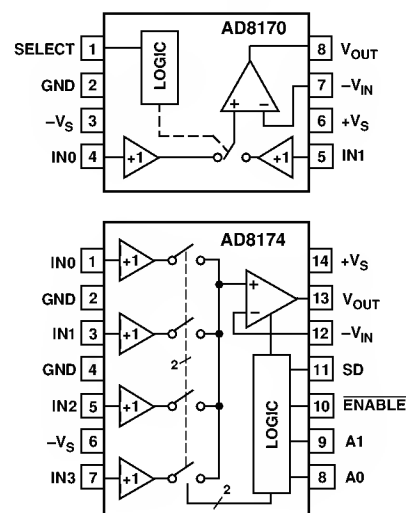 AD8170
SELECT 1 LOGIC 8 VOUT
GND 2 + − 7 −VIN
−VS 3 6 +VS
IN0 4 +1 +1 5 IN1
AD8174
IN0 1 +1 14 +VS
GND 2 + 13 VOUT
IN1 3 +1 − 12 −VIN
GND 4 2 11 SD
IN2 5 +1 LOGIC 10 ENABLE
−VS 6 9 A1
IN3 7 +1 2 8 A0